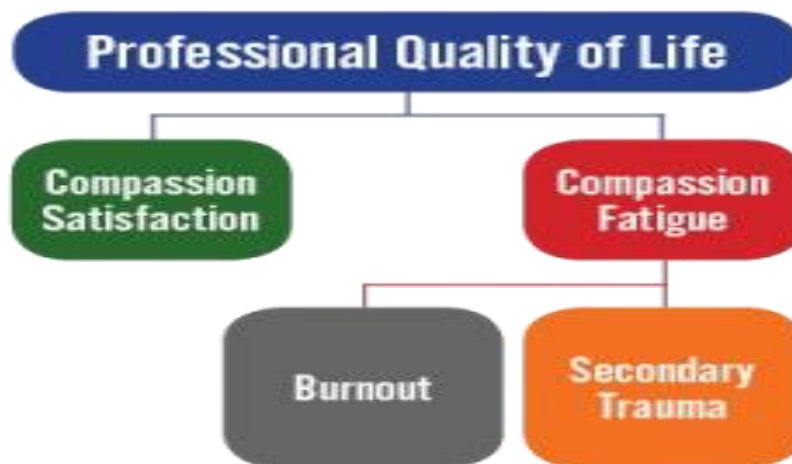 Professional Quality of Life
Compassion
Satisfaction
Compassion
Fatigue
Burnout
Secondary
Trauma